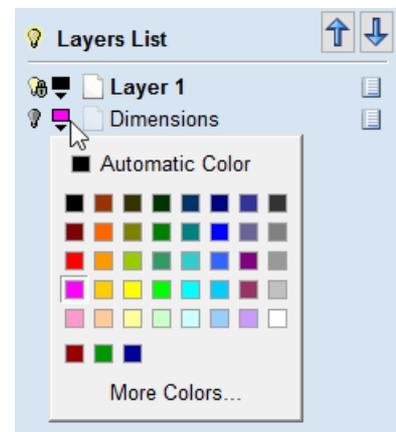 Layers List
Layer 1
Dimensions
Automatic Color
More Colors...